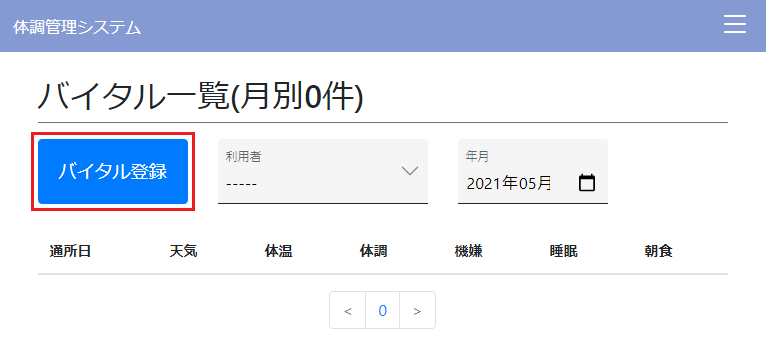 体調管理システム
バイタル一覧(月別0件)
バイタル登録
利用者
-----
年月
2021年05月
通所日 天気 体温 体調 機嫌 睡眠 朝食
< 0 >